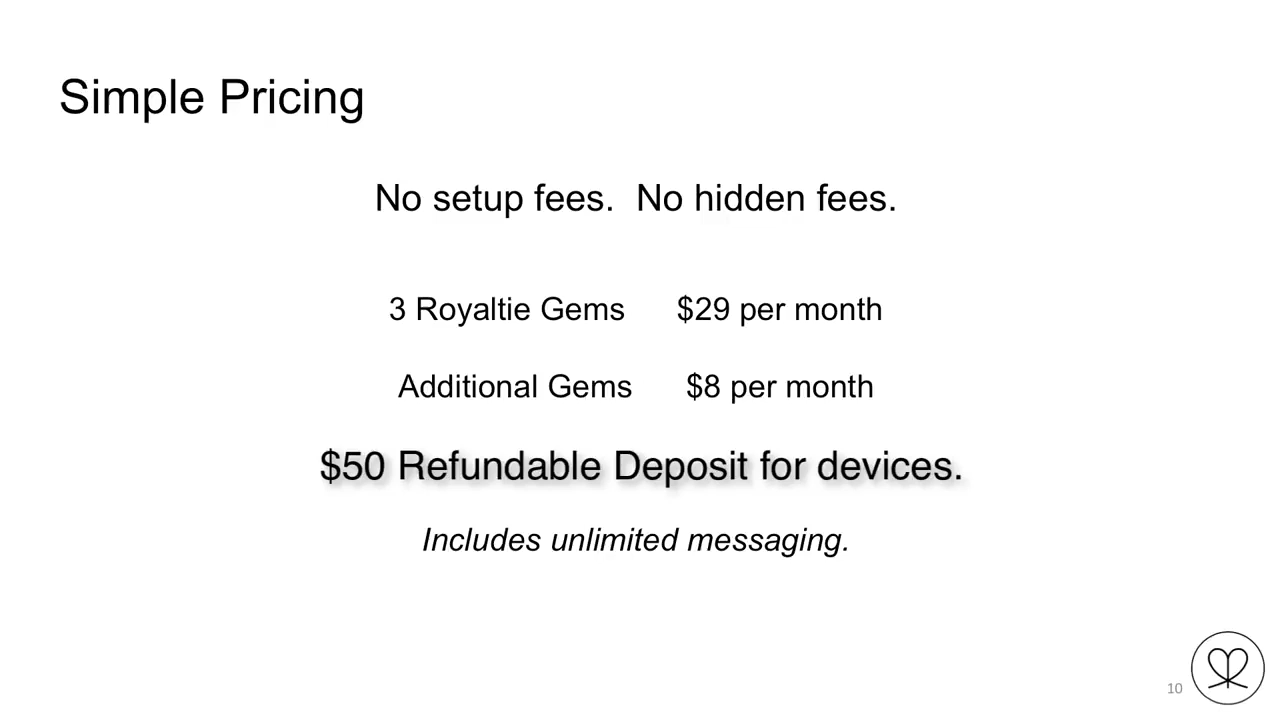 Simple Pricing
No setup fees.  No hidden fees.
3 Royaltie Gems $29 per month
Additional Gems $8 per month
$50 Refundable Deposit for devices.
Includes unlimited messaging.
10